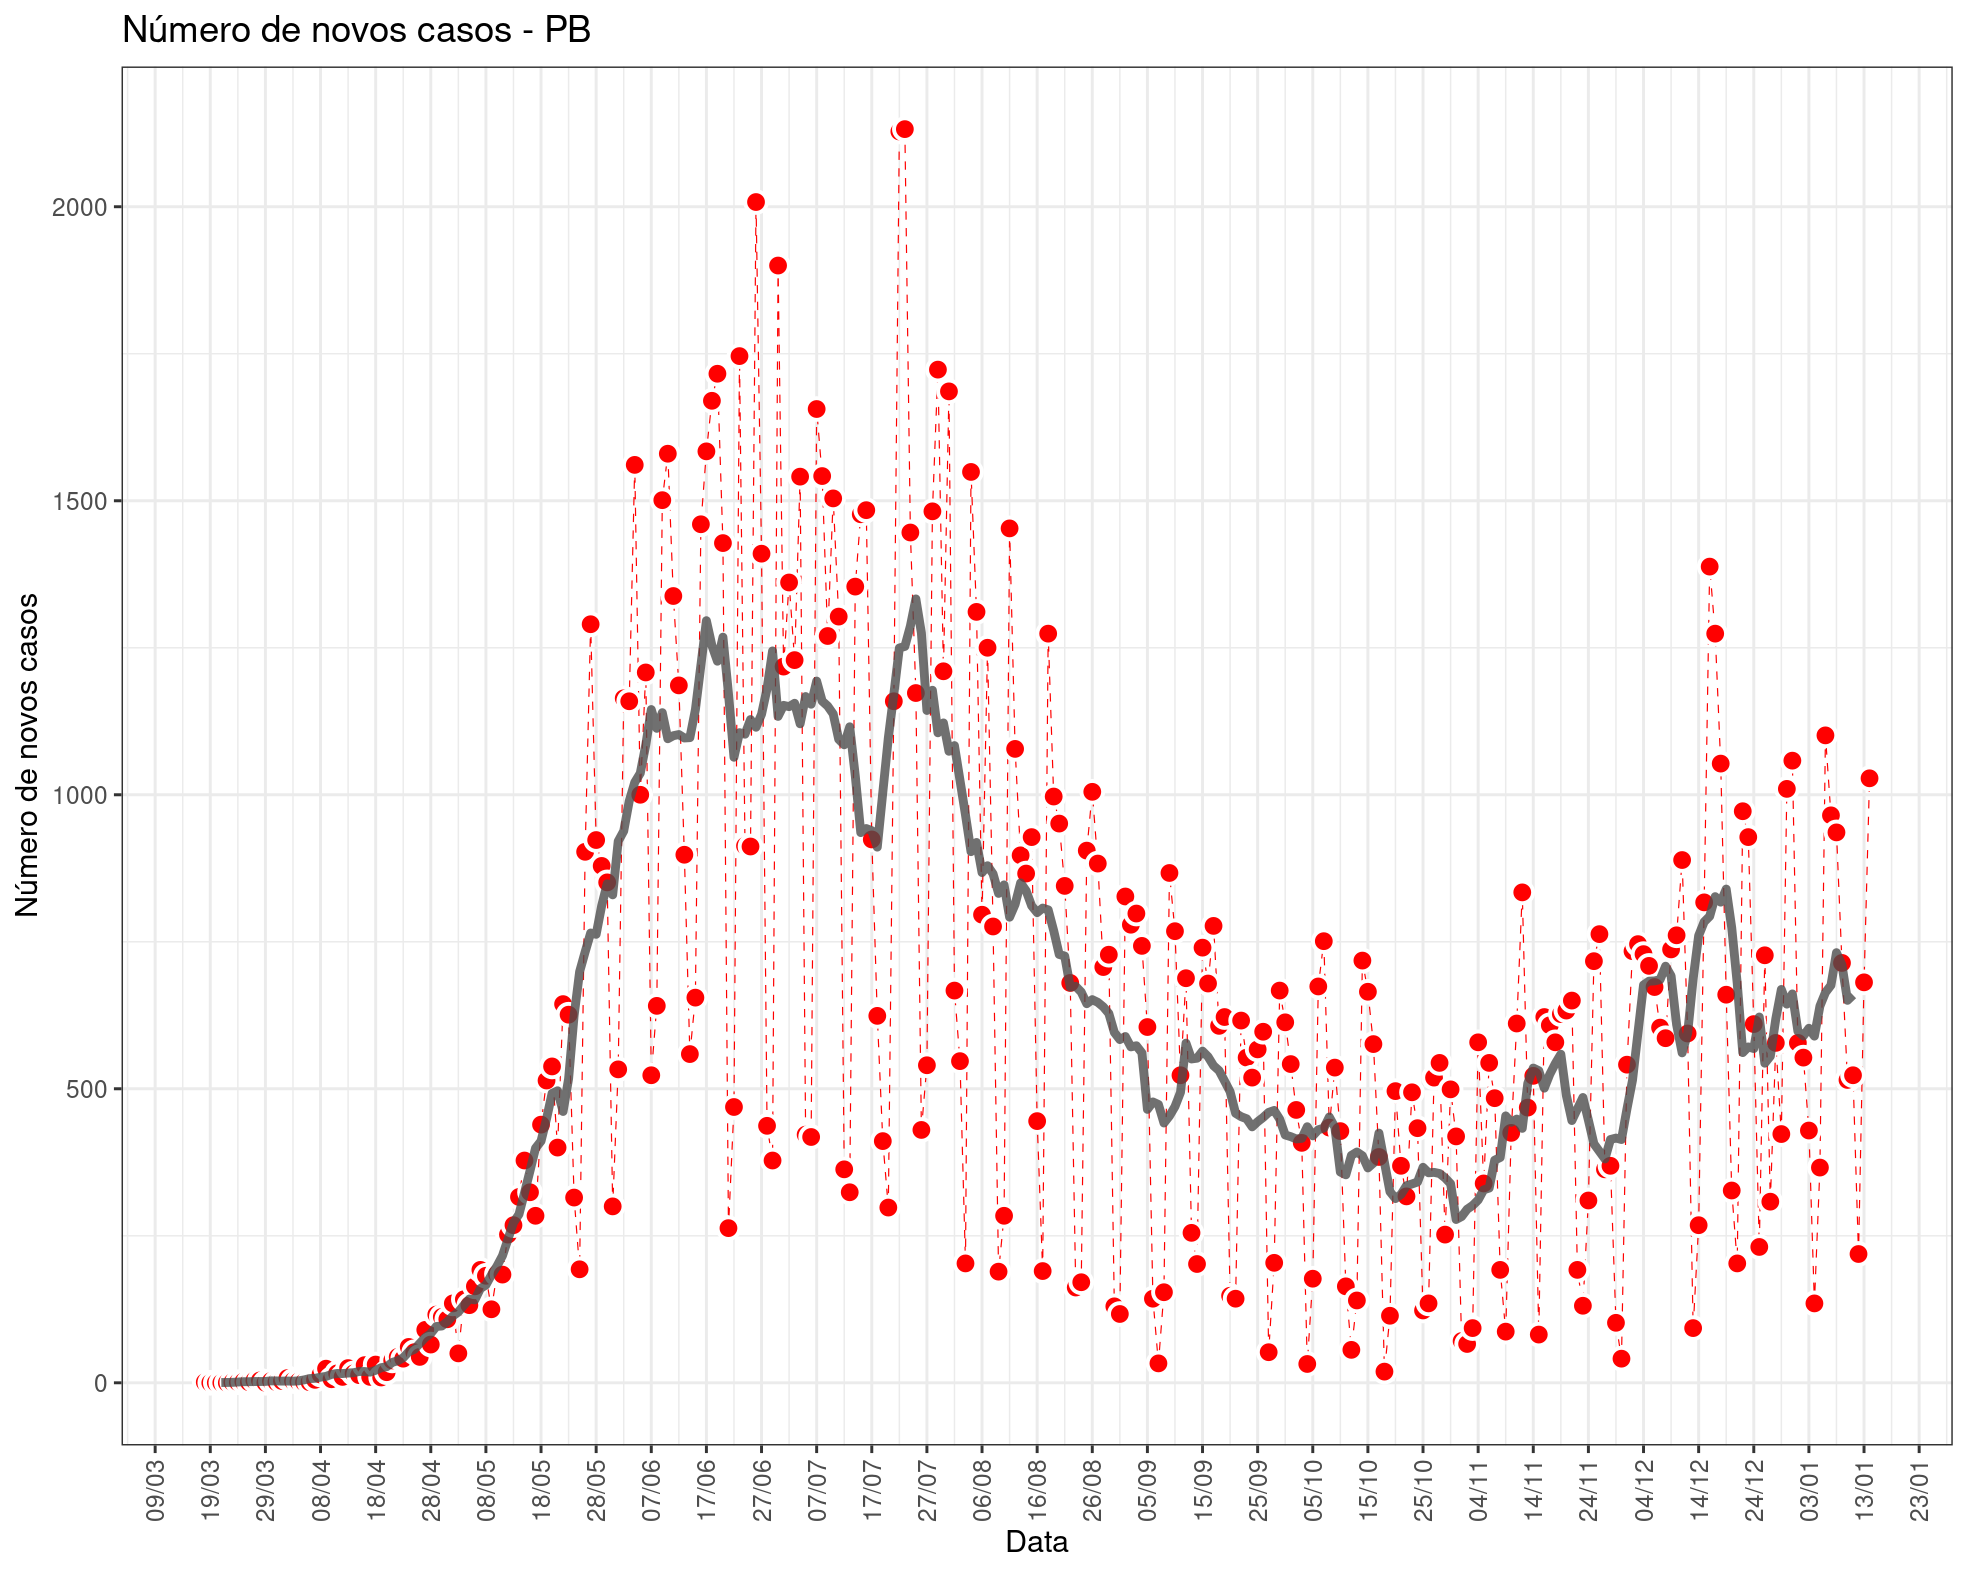 Número de novos casos - PB
Número de novos casos
2000
1500
1000
500
0
09/03 19/03 29/03 08/04 18/04 28/04 08/05 18/05 28/05 07/06 17/06 27/06 07/07 17/07 27/07 06/08 16/08 26/08 05/09 15/09 25/09 05/10 15/10 25/10 04/11 14/11 24/11 04/12 14/12 24/12 03/01 13/01 23/01
Data